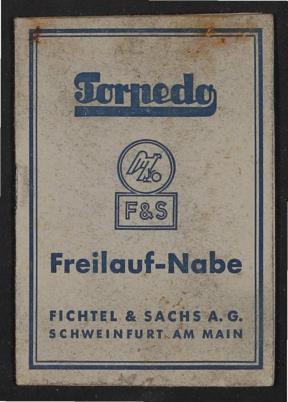 Torpedo
F&S
Freilauf-Nabe
FICHTEL & SACHS A.G.
SCHWEINFURT AM MAIN